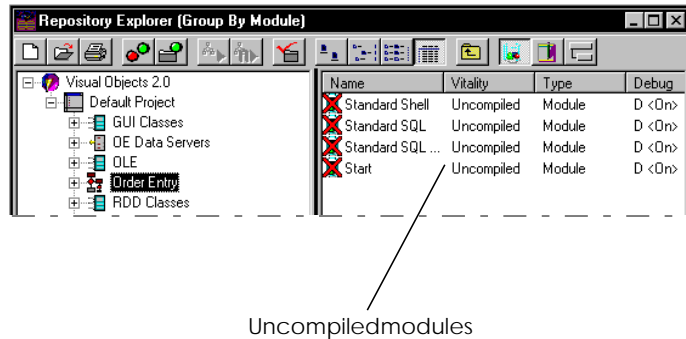 Repository Explorer (Group By Module)
Visual Objects 2.0
Default Project
GUI Classes
OE Data Servers
OLE
Order Entry
RDD Classes
Name Vitality Type Debug
Standard Shell Uncompiled Module D <On>
Standard SQL Uncompiled Module D <On>
Standard SQL ... Uncompiled Module D <On>
Start Uncompiled Module D <On>
Uncompiledmodules